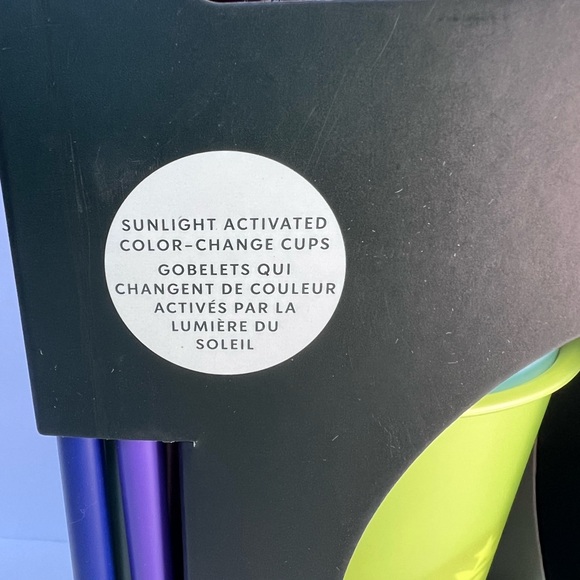 SUNLIGHT ACTIVATED
COLOR-CHANGE CUPS
GOBELETS QUI
CHANGENT DE COULEUR
ACTIVÉS PAR LA
LUMIÈRE DU
SOLEIL